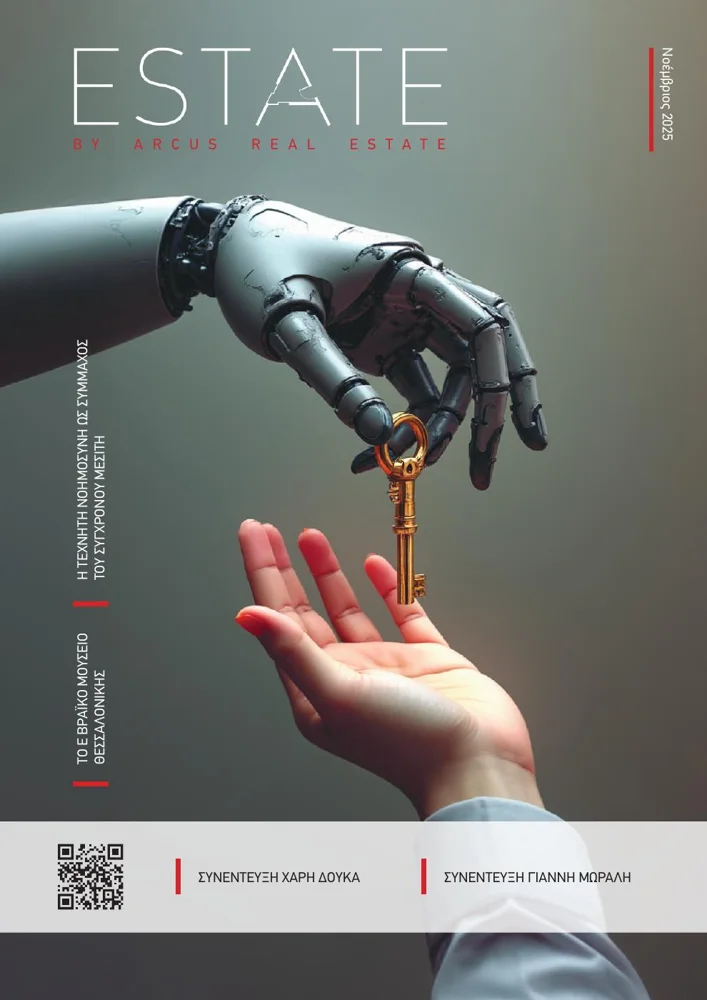 ESTATE
BY ARCUS REAL ESTATE
Νοέμβριος 2025
Η ΤΕΧΝΗΤΗ ΝΟΗΜΟΣΥΝΗ ΩΣ ΣΥΜΜΑΧΟΣ
ΤΟΥ ΣΥΓΧΡΟΝΟΥ ΜΕΣΙΤΗ
ΤΟ Ε ΒΡΑΪΚΟ ΜΟΥΣΕΙΟ
ΘΕΣΣΑΛΟΝΙΚΗΣ
ΣΥΝΕΝΤΕΥΞΗ ΧΑΡΗ ΔΟΥΚΑ
ΣΥΝΕΝΤΕΥΞΗ ΓΙΑΝΝΗ ΜΩΡΑΛΗ